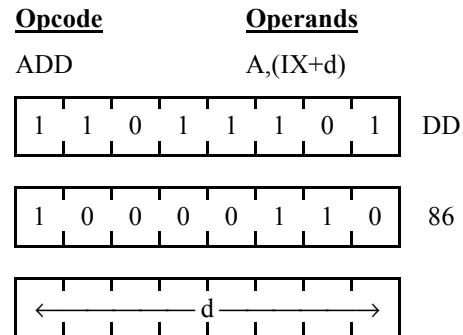 Opcode Operands
ADD A,(IX+d)
1 1 0 1 1 1 0 1 DD
1 0 0 0 0 1 1 0 86
d